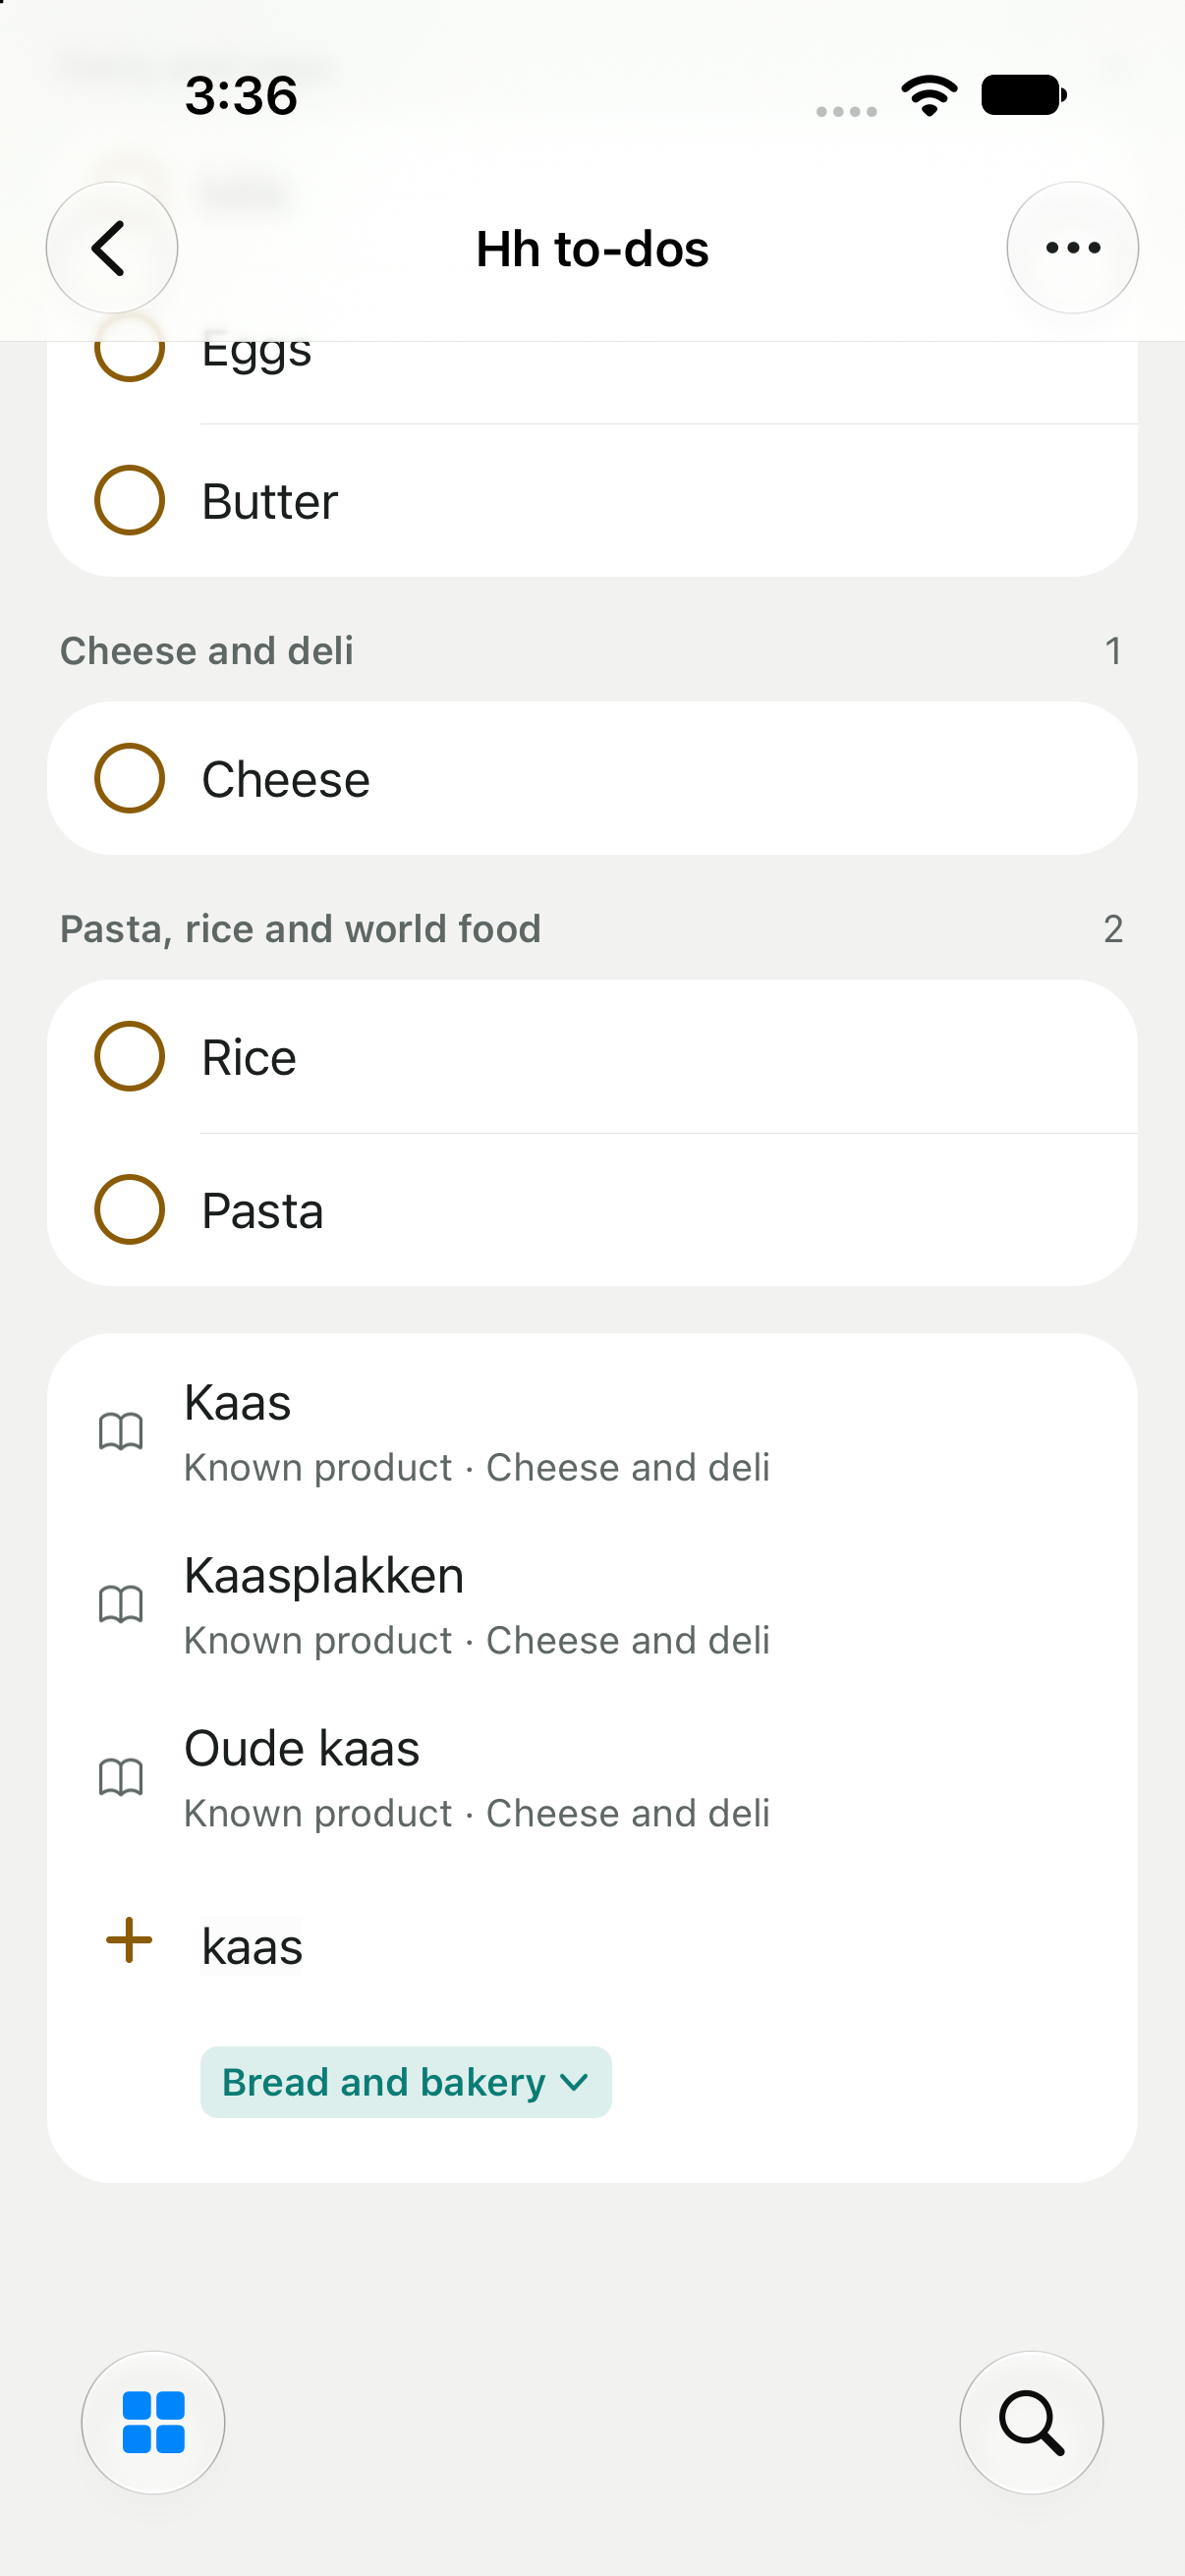 3:36
Hh to-dos
Eggs
Butter
Cheese and deli 1
Cheese
Pasta, rice and world food 2
Rice
Pasta
Kaas
Known product · Cheese and deli
Kaasplakken
Known product · Cheese and deli
Oude kaas
Known product · Cheese and deli
kaas
Bread and bakery